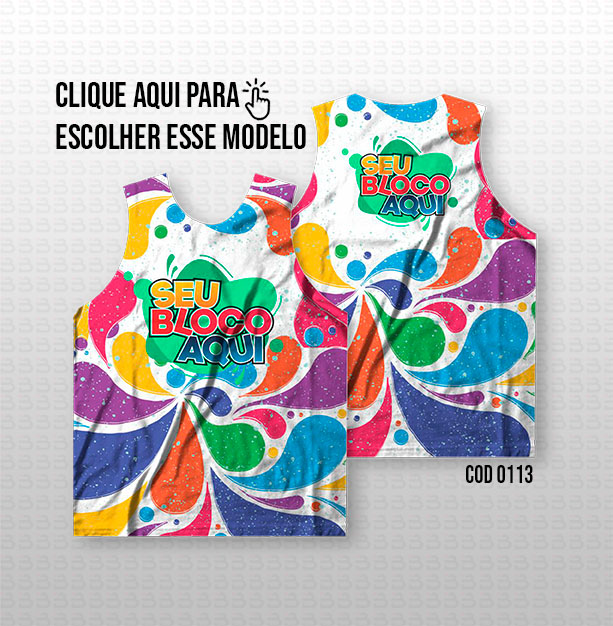 CLIQUE AQUI PARA
ESCOLHER ESSE MODELO
SEU
BLOCO
AQUI
SEU
BLOCO
AQUI
COD 0113